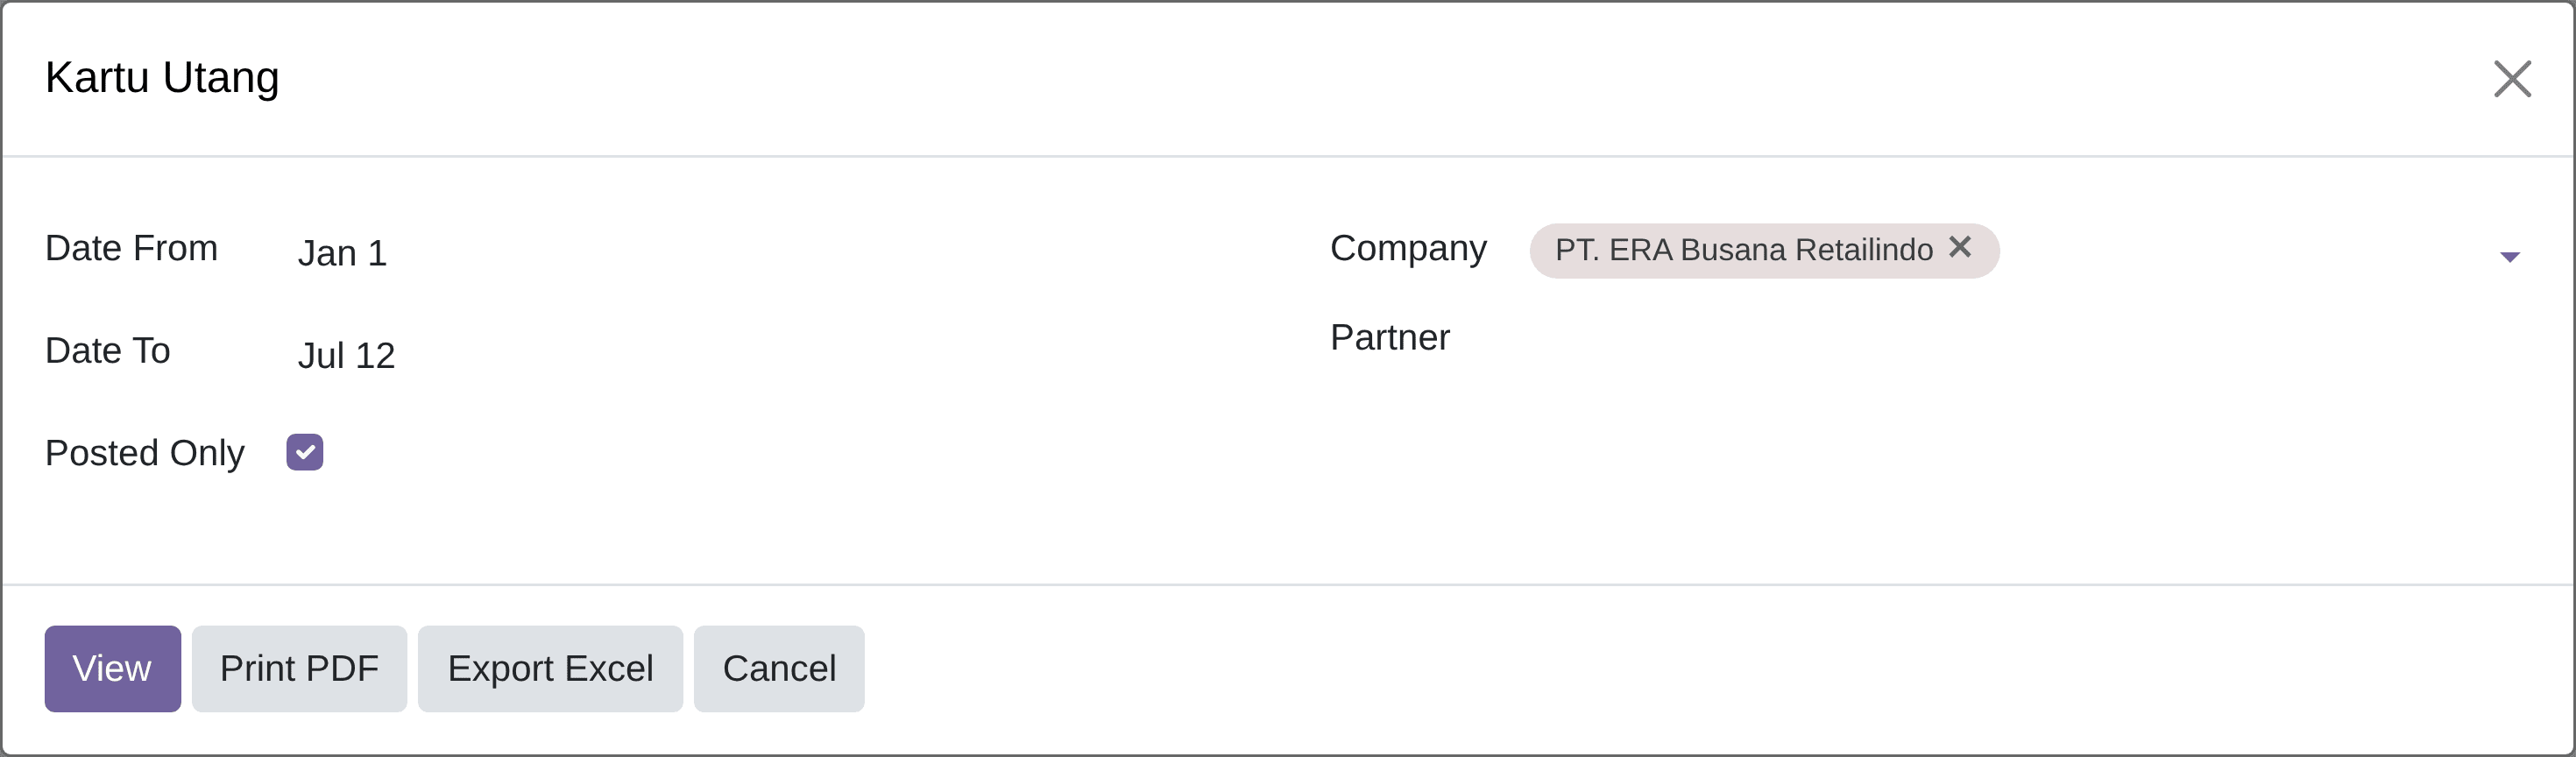 Kartu Utang
Date From Jan 1
Date To Jul 12
Posted Only
Company PT. ERA Busana Retailindo
Partner
View Print PDF Export Excel Cancel